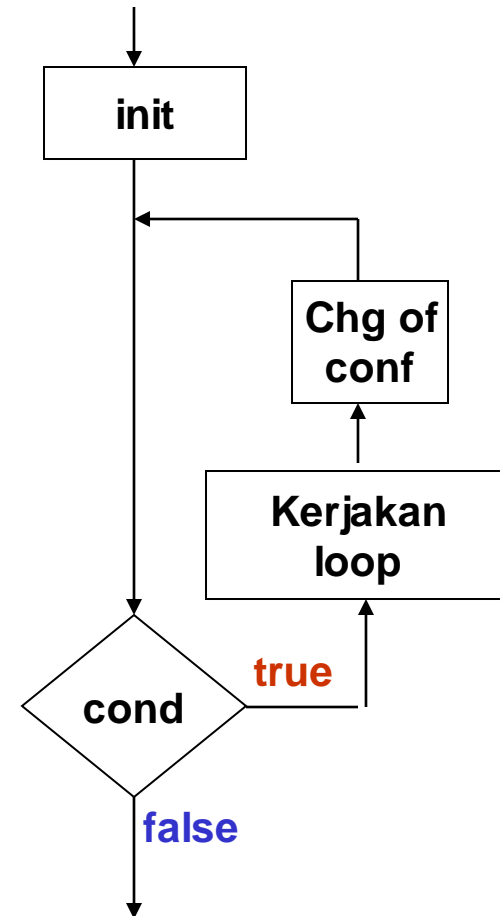 init
Chg of
conf
Kerjakan
loop
true
cond
false